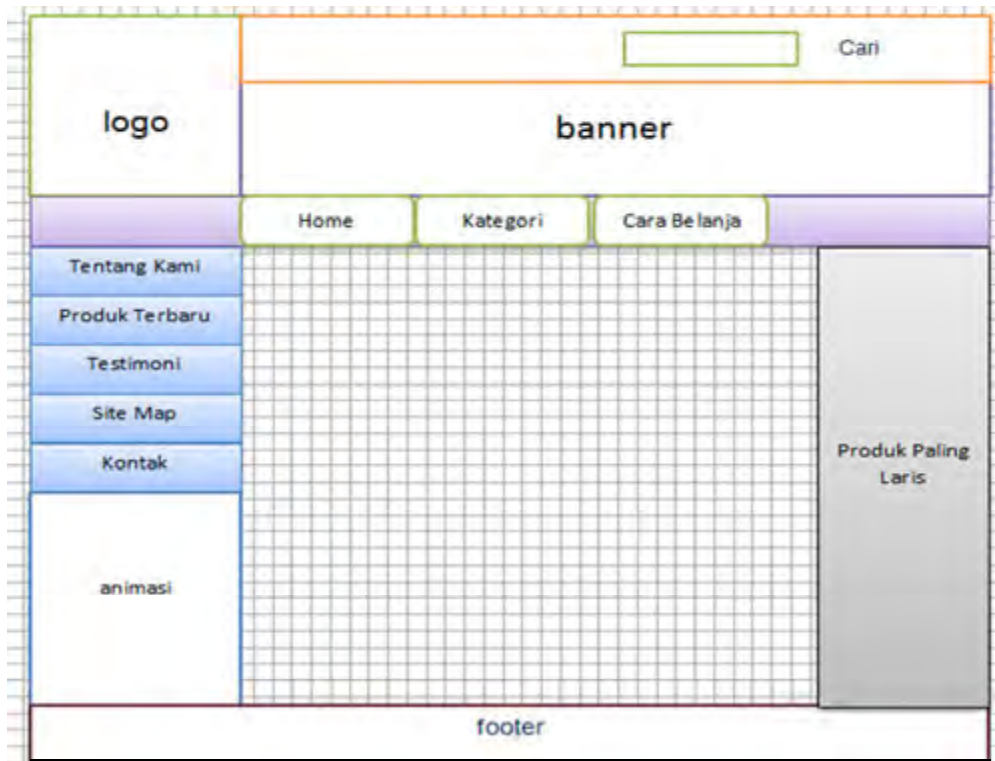 Cari
logo
banner
Home
Kategori
Cara Belanja
Tentang Kami
Produk Terbaru
Testimoni
Site Map
Kontak
animasi
Produk Paling
Laris
footer